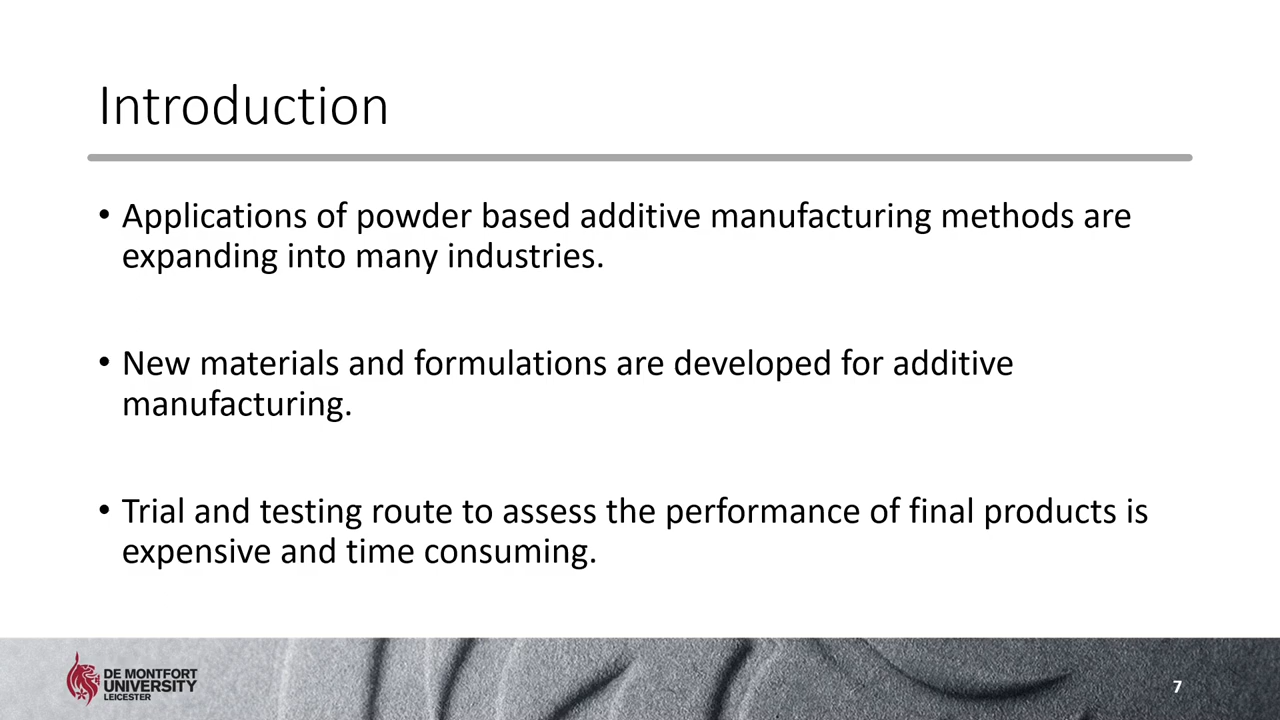 Introduction
• Applications of powder based additive manufacturing methods are
expanding into many industries.
• New materials and formulations are developed for additive
manufacturing.
• Trial and testing route to assess the performance of final products is
expensive and time consuming.
DE MONTFORT
UNIVERSITY
LEICESTER
7